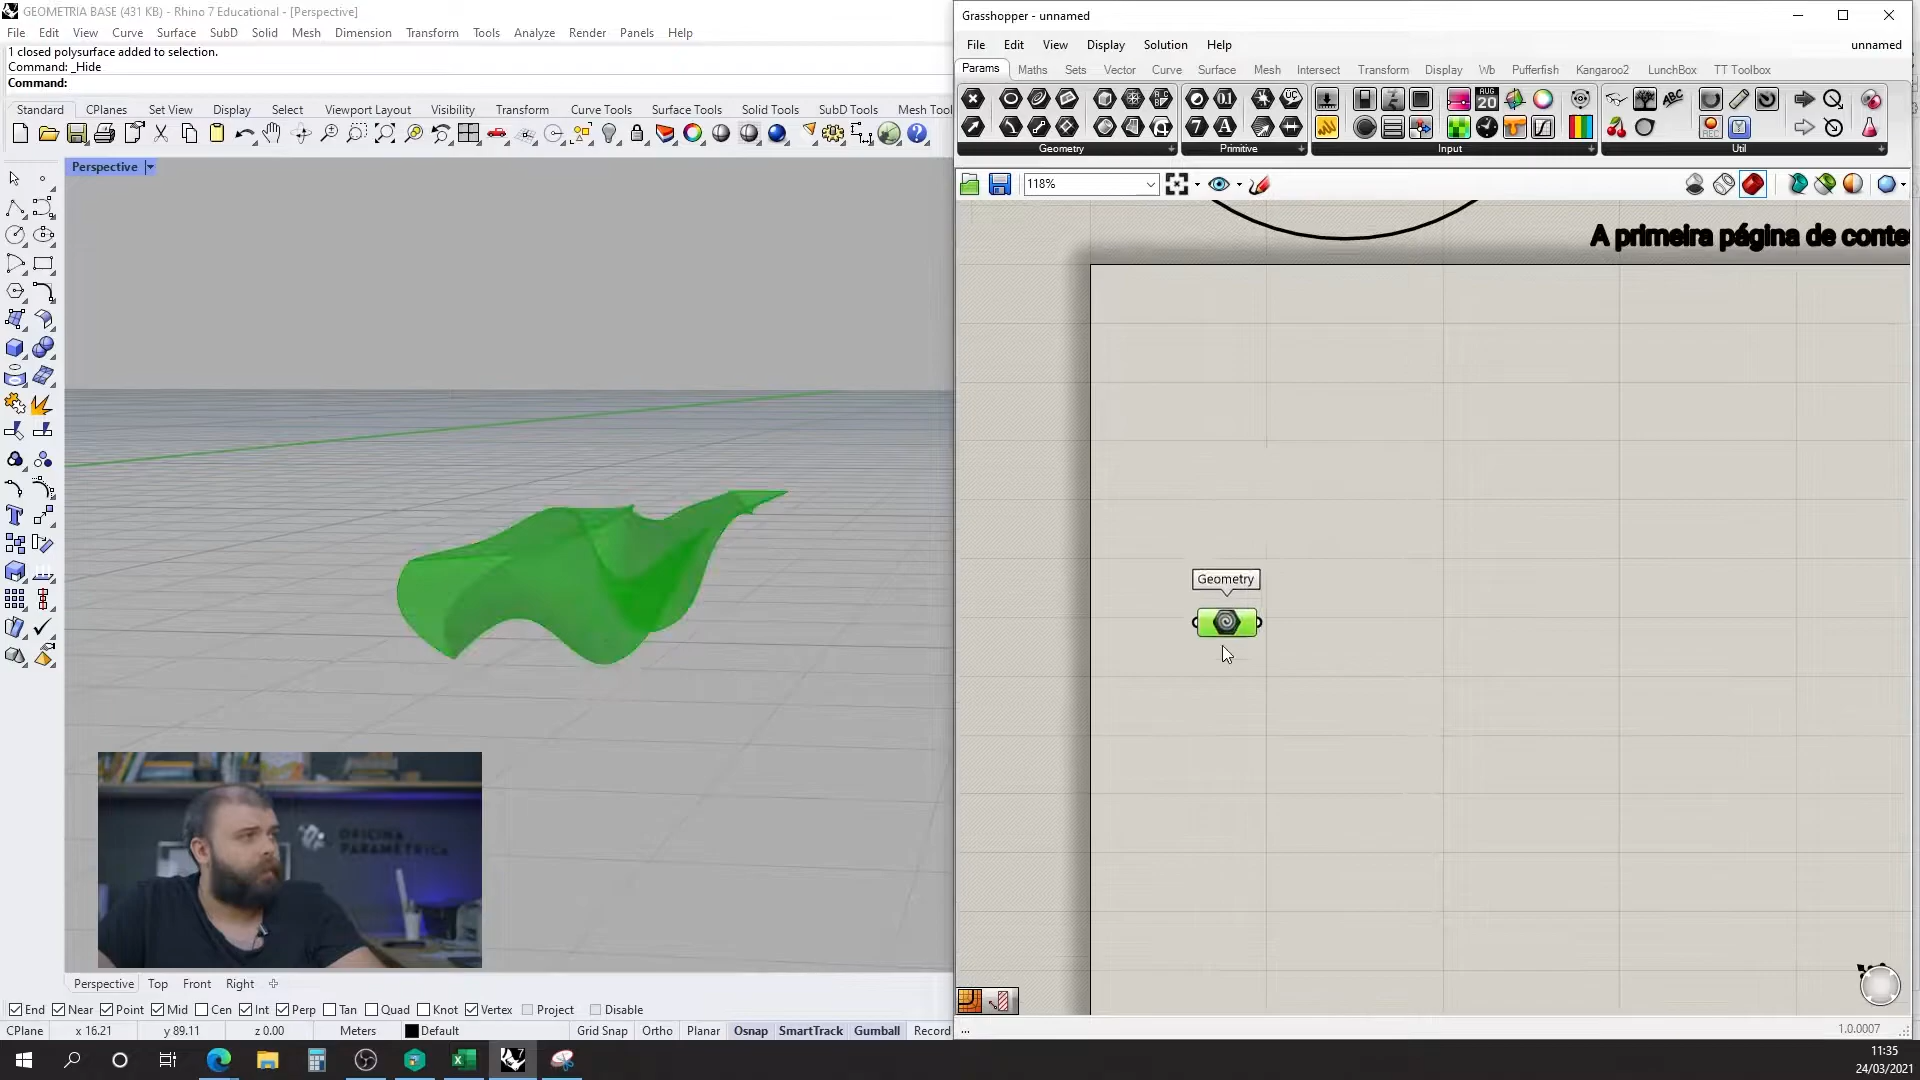 GEOMETRIA BASE (431 KB) - Rhino 7 Educational - [Perspective]
File Edit View Curve Surface SubD Solid Mesh Dimension Transform Tools Analyze Render Panels Help
1 closed polysurface added to selection.
Command: _Hide
Command:
Standard CPlanes Set View Display Select Viewport Layout Visibility Transform Curve Tools Surface Tools Solid Tools SubD Tools Mesh Tool
Perspective
OFICINA
PARAMÉTRICA
Perspective Top Front Right
End Near Point Mid Cen Int Perp Tan Quad Knot Vertex Project Disable
CPlane x 16.21 y 89.11 z 0.00 Meters Default Grid Snap Ortho Planar Osnap SmartTrack Gumball Record
Grasshopper - unnamed
File Edit View Display Solution Help unnamed
Params Maths Sets Vector Curve Surface Mesh Intersect Transform Display Wb Pufferfish Kangaroo2 LunchBox TT Toolbox
Geometry Primitive Input Util
118%
A primeira página de conte
Geometry
...
1.0.0007
11:35
24/03/2021